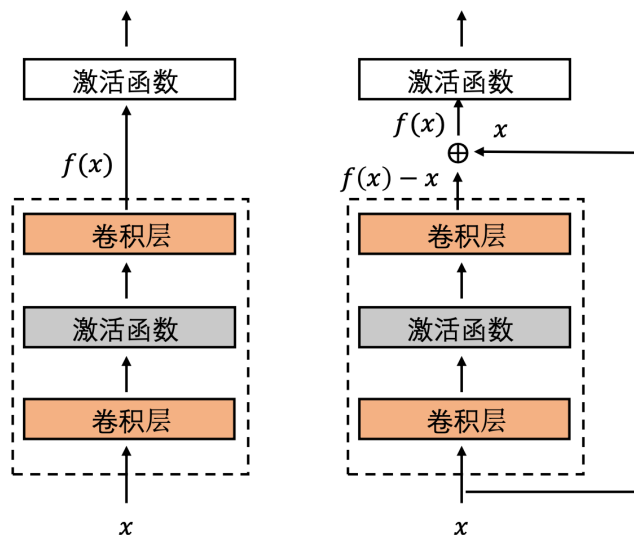 激活函数
f(x)
卷积层
激活函数
卷积层
x
激活函数
f(x)
x
f(x) − x
卷积层
激活函数
卷积层
x